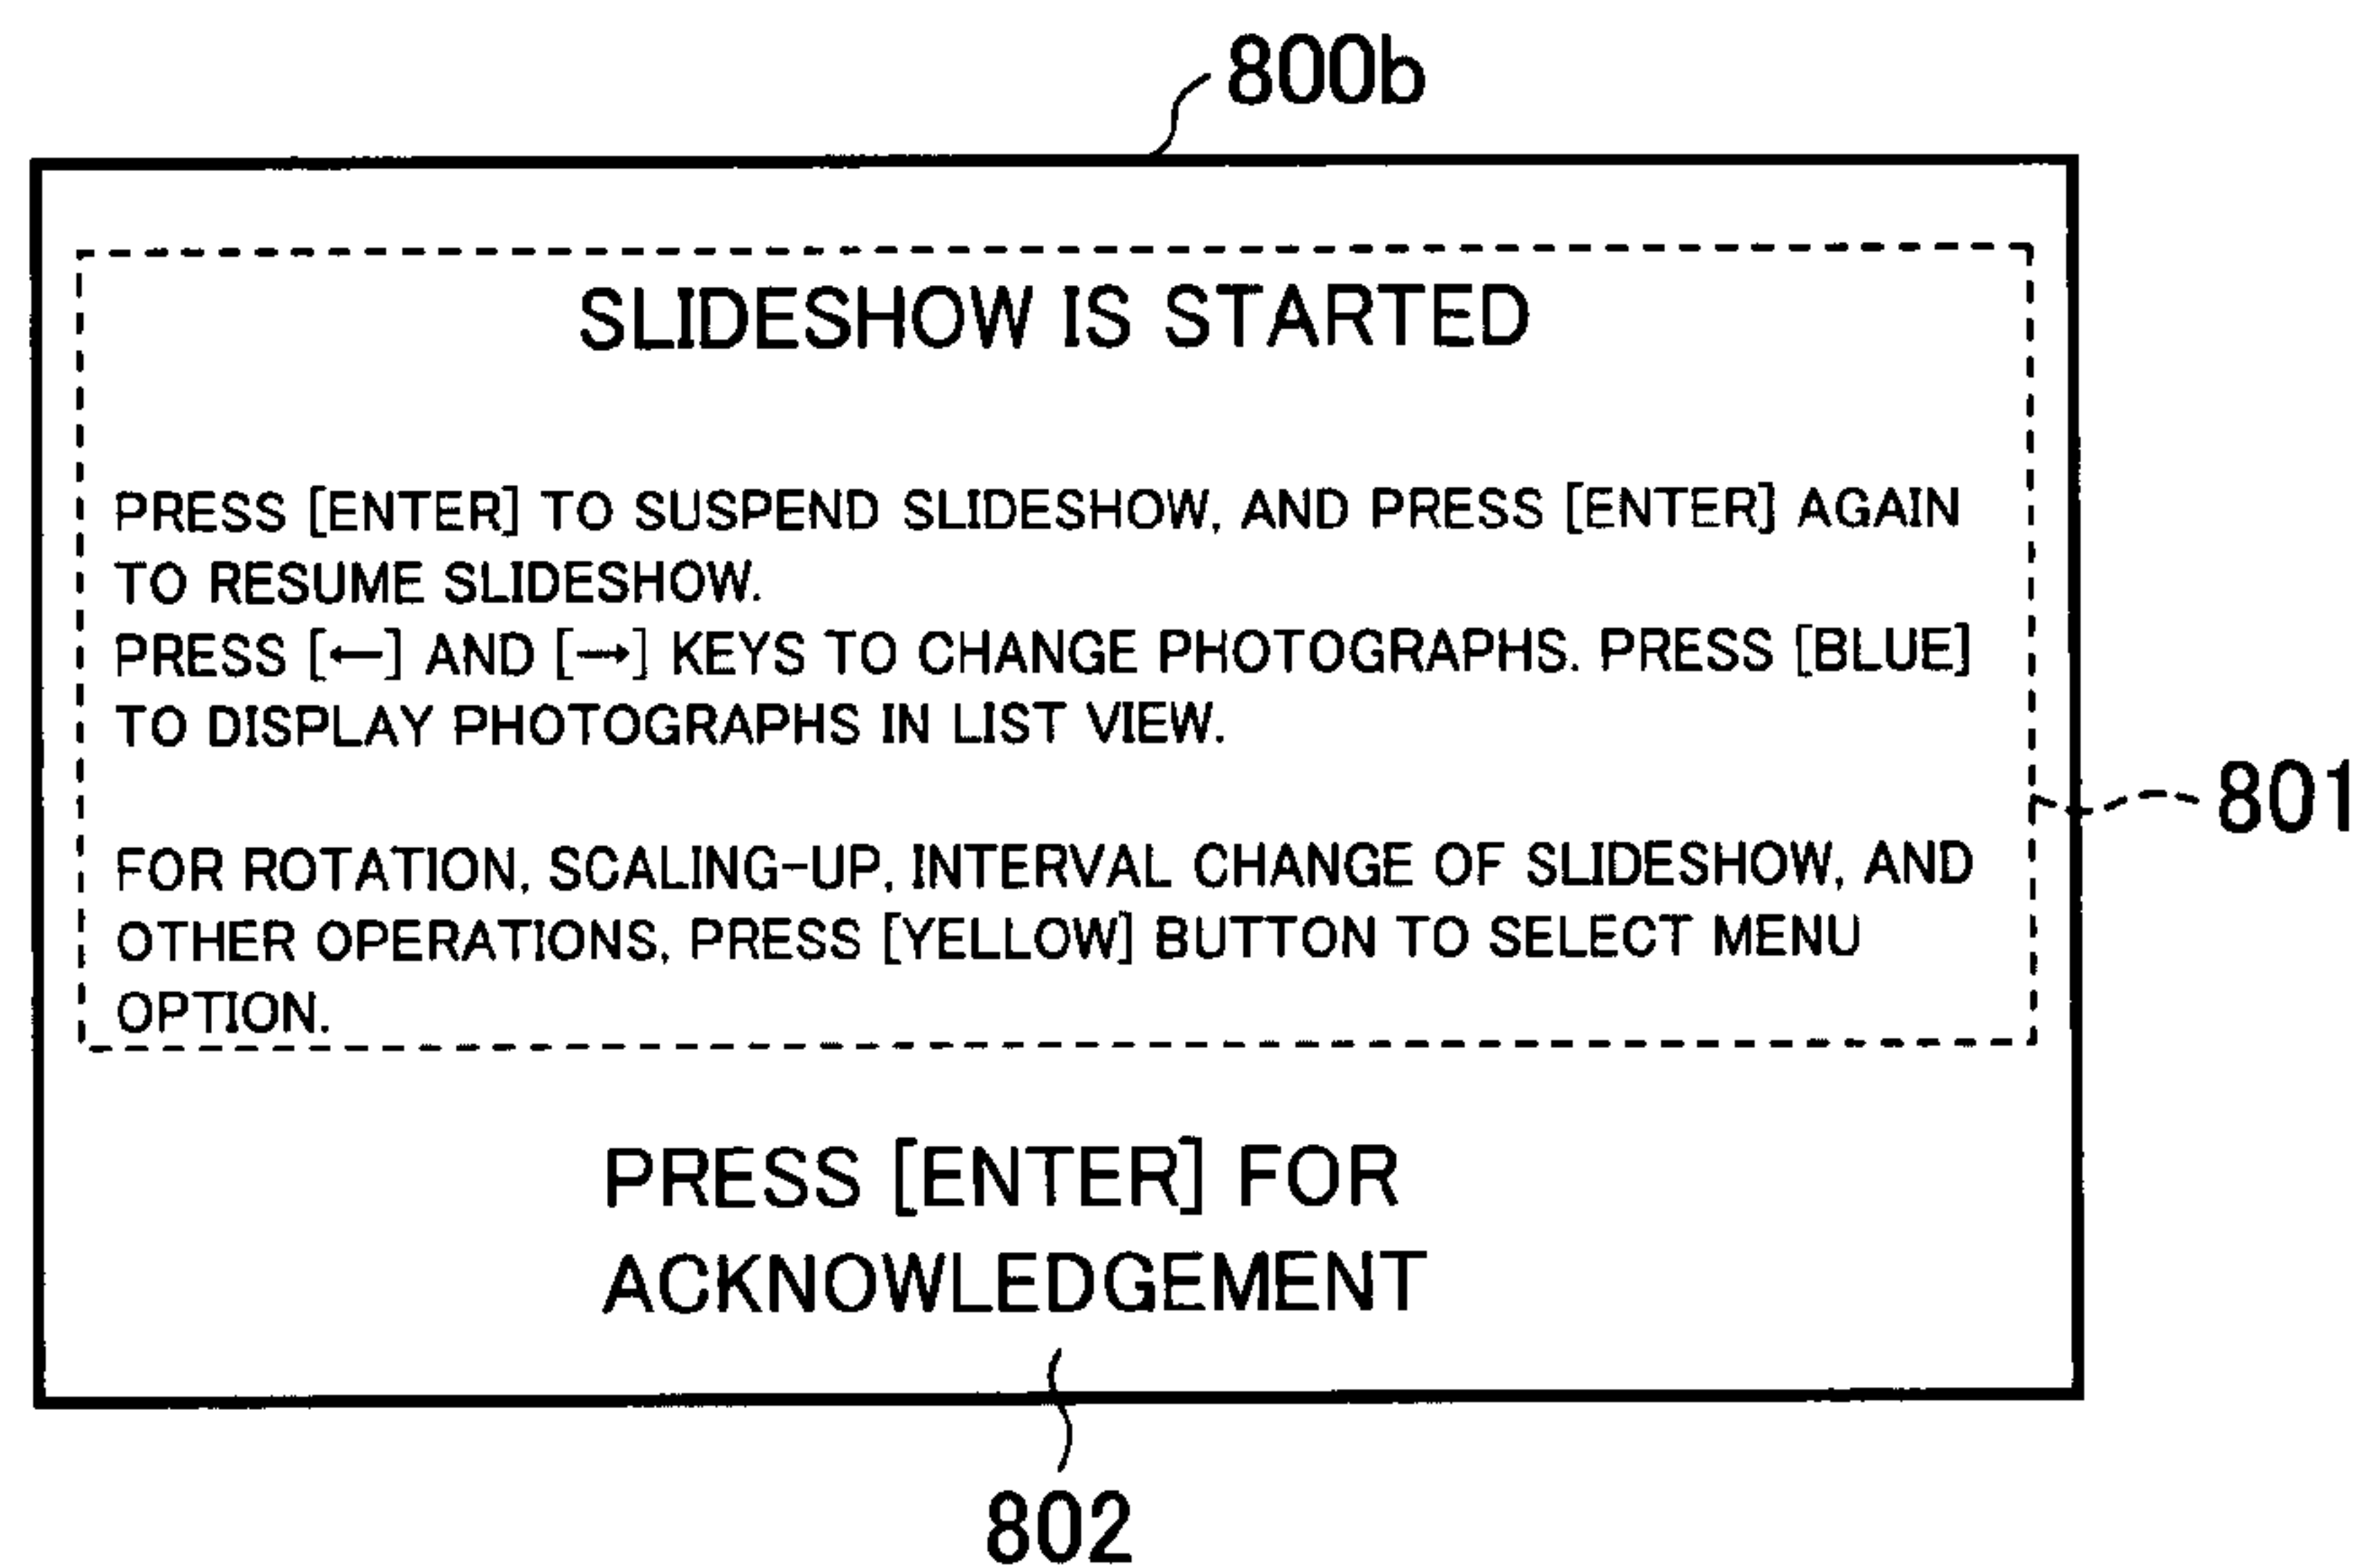 800b
SLIDESHOW IS STARTED
PRESS [ENTER] TO SUSPEND SLIDESHOW, AND PRESS [ENTER] AGAIN
TO RESUME SLIDESHOW.
PRESS [←] AND [→] KEYS TO CHANGE PHOTOGRAPHS. PRESS [BLUE]
TO DISPLAY PHOTOGRAPHS IN LIST VIEW.
801
FOR ROTATION, SCALING-UP, INTERVAL CHANGE OF SLIDESHOW, AND
OTHER OPERATIONS, PRESS [YELLOW] BUTTON TO SELECT MENU
OPTION.
PRESS [ENTER] FOR
ACKNOWLEDGEMENT
802